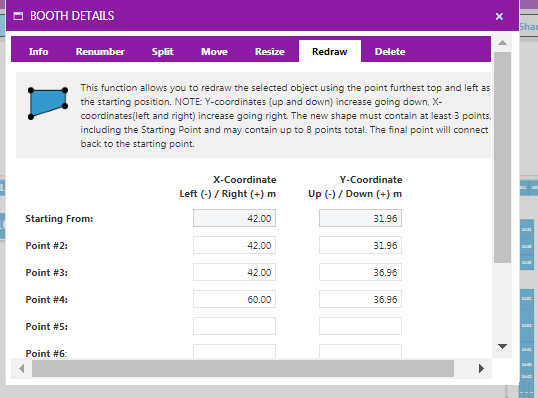 BOOTH DETAILS ×
Info Renumber Split Move Resize Redraw Delete
This function allows you to redraw the selected object using the point furthest top and left as
the starting position. NOTE: Y-coordinates (up and down) increase going down, X-
coordinates(left and right) increase going right. The new shape must contain at least 3 points,
including the Starting Point and may contain up to 8 points total. The final point will connect
back to the starting point.
X-Coordinate Y-Coordinate
Left (-) / Right (+) m Up (-) / Down (+) m
Starting From: 42.00 31.96
Point #2: 42.00 31.96
Point #3: 42.00 36.96
Point #4: 60.00 36.96
Point #5:
Point #6:
Shar